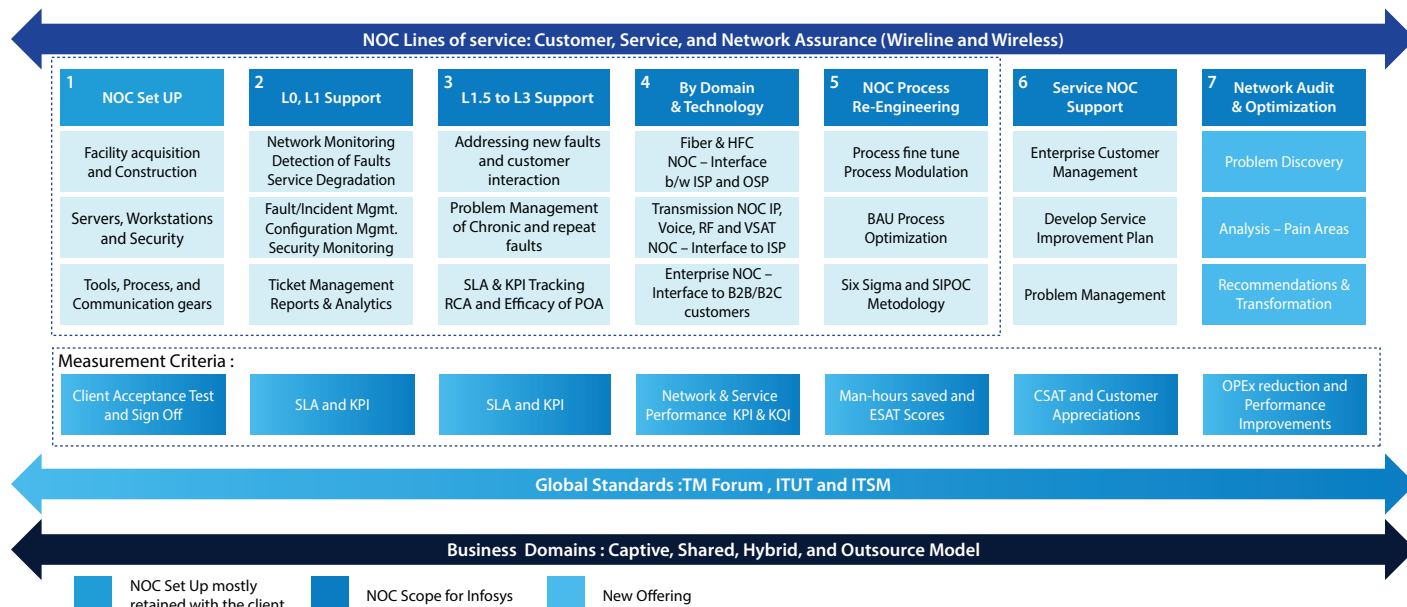 NOC Lines of service: Customer, Service, and Network Assurance (Wireline and Wireless)
1
NOC Set UP
Facility acquisition
and Construction
Servers, Workstations
and Security
Tools, Process, and
Communication gears
2
L0, L1 Support
Network Monitoring
Detection of Faults
Service Degradation
Fault/Incident Mgmt.
Configuration Mgmt.
Security Monitoring
Ticket Management
Reports & Analytics
3
L1.5 to L3 Support
Addressing new faults
and customer
interaction
Problem Management
of Chronic and repeat
faults
SLA & KPI Tracking
RCA and Efficacy of POA
4
By Domain
& Technology
Fiber & HFC
NOC – Interface
b/w ISP and OSP
Transmission NOC IP,
Voice, RF and VSAT
NOC – Interface to ISP
Enterprise NOC –
Interface to B2B/B2C
customers
5
NOC Process
Re-Engineering
Process fine tune
Process Modulation
BAU Process
Optimization
Six Sigma and SIPOC
Metodology
6
Service NOC
Support
Enterprise Customer
Management
Develop Service
Improvement Plan
Problem Management
7
Network Audit
& Optimization
Problem Discovery
Analysis – Pain Areas
Recommendations &
Transformation
Measurement Criteria :
Client Acceptance Test
and Sign Off
SLA and KPI
SLA and KPI
Network & Service
Performance KPI & KQI
Man-hours saved and
ESAT Scores
CSAT and Customer
Appreciations
OPEx reduction and
Performance
Improvements
Global Standards :TM Forum , ITUT and ITSM
Business Domains : Captive, Shared, Hybrid, and Outsource Model
NOC Set Up mostly
retained with the client
NOC Scope for Infosys
New Offering